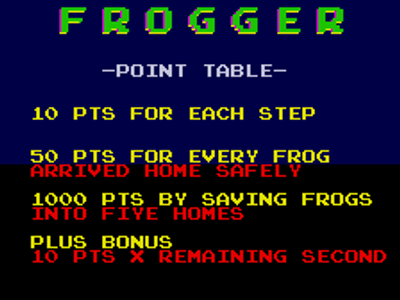 FROGGER
-POINT TABLE-
10 PTS FOR EACH STEP
50 PTS FOR EVERY FROG
ARRIVED HOME SAFELY
1000 PTS BY SAVING FROGS
INTO FIVE HOMES
PLUS BONUS
10 PTS X REMAINING SECOND